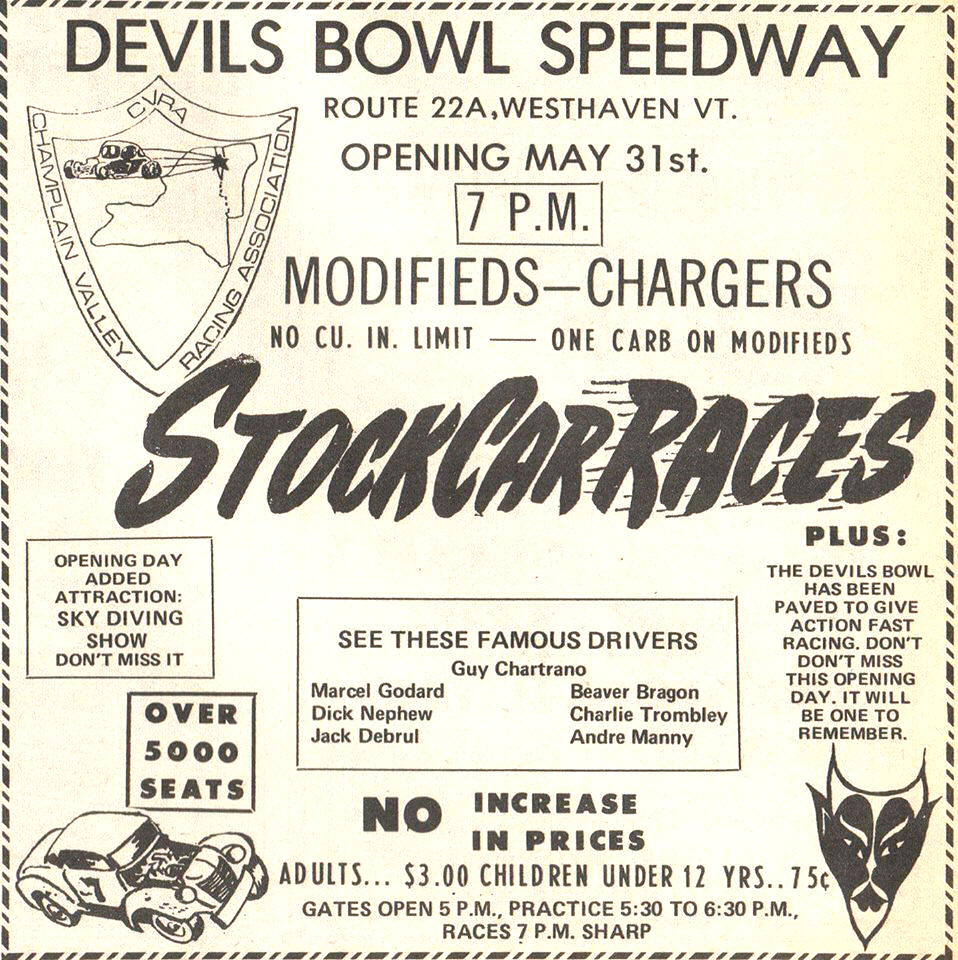 DEVILS BOWL SPEEDWAY
ROUTE 22A,WESTHAVEN VT.
OPENING MAY 31st.
7 P.M.
CVRA
CHAMPLAIN VALLEY
RACING ASSOCIATION
MODIFIEDS—CHARGERS
NO CU. IN. LIMIT — ONE CARB ON MODIFIEDS
STOCK CAR RACES
OPENING DAY
ADDED
ATTRACTION:
SKY DIVING
SHOW
DON'T MISS IT
PLUS:
THE DEVILS BOWL
HAS BEEN
PAVED TO GIVE
ACTION FAST
RACING. DON'T
DON'T MISS
THIS OPENING
DAY. IT WILL
BE ONE TO
REMEMBER.
SEE THESE FAMOUS DRIVERS
Guy Chartrano
Marcel Godard Beaver Bragon
Dick Nephew Charlie Trombley
Jack Debrul Andre Manny
OVER
5000
SEATS
7
NO INCREASE
IN PRICES
ADULTS... $3.00 CHILDREN UNDER 12 YRS..75¢
GATES OPEN 5 P.M., PRACTICE 5:30 TO 6:30 P.M.,
RACES 7 P.M. SHARP